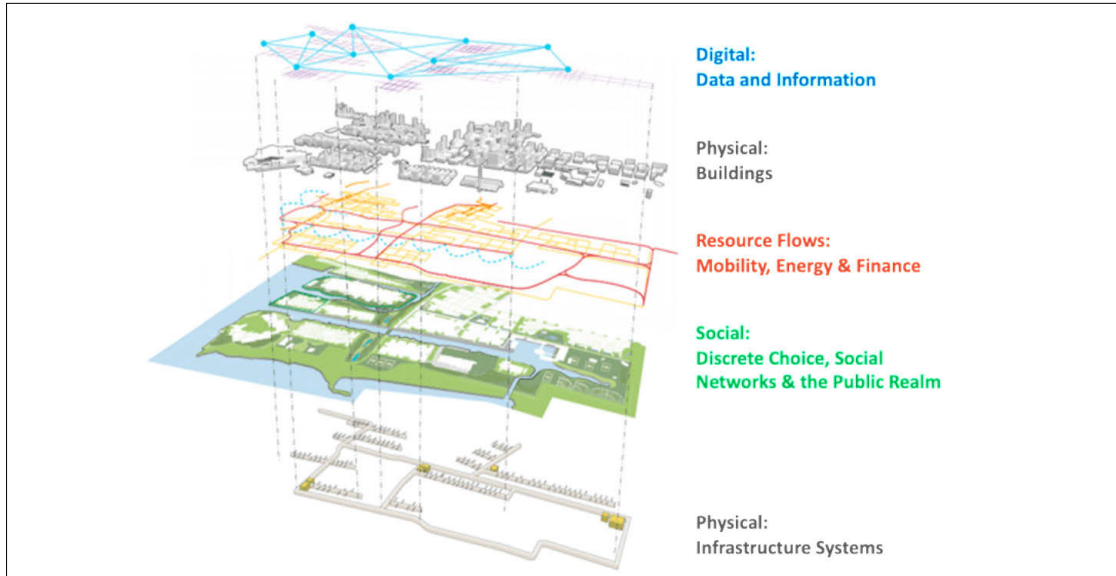 Digital:
Data and Information
Physical:
Buildings
Resource Flows:
Mobility, Energy & Finance
Social:
Discrete Choice, Social
Networks & the Public Realm
Physical:
Infrastructure Systems